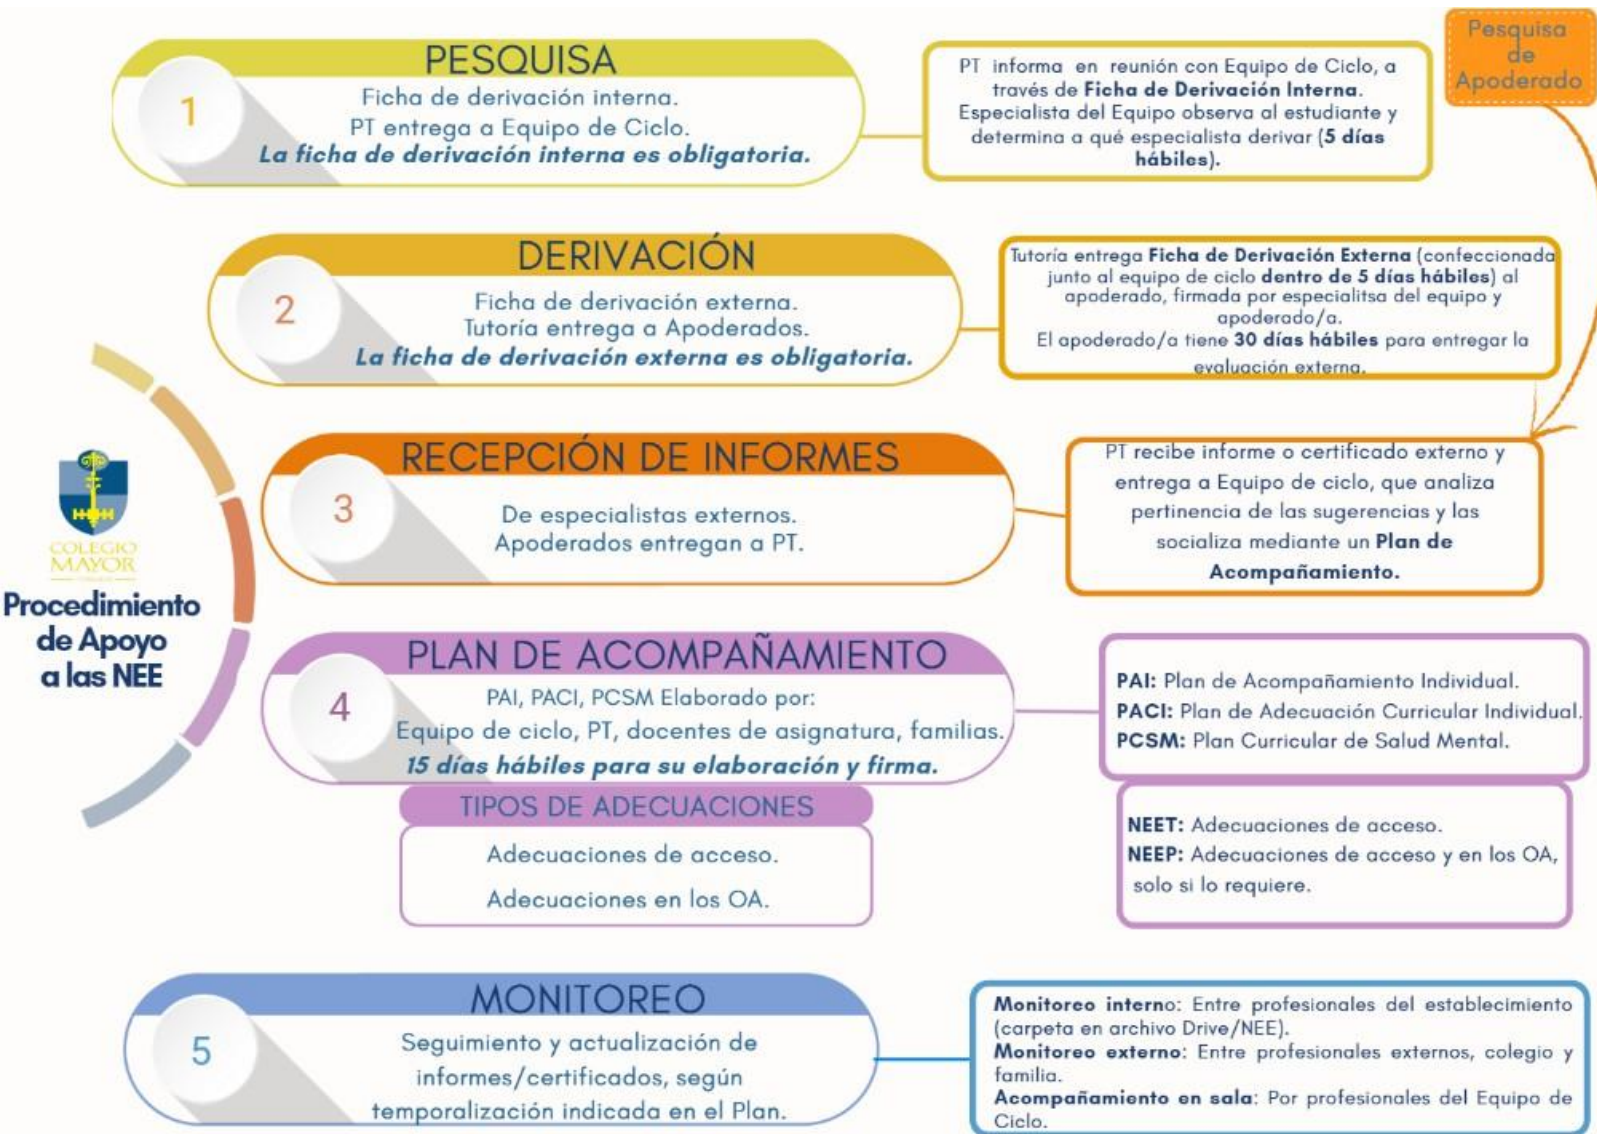 Pesquisa
de
Apoderado
1
PESQUISA
Ficha de derivación interna.
PT entrega a Equipo de Ciclo.
La ficha de derivación interna es obligatoria.
PT informa en reunión con Equipo de Ciclo, a
través de Ficha de Derivación Interna.
Especialista del Equipo observa al estudiante y
determina a qué especialista derivar (5 días
hábiles).
2
DERIVACIÓN
Ficha de derivación externa.
Tutoría entrega a Apoderados.
La ficha de derivación externa es obligatoria.
Tutoría entrega Ficha de Derivación Externa (confeccionada
junto al equipo de ciclo dentro de 5 días hábiles) al
apoderado, firmada por especialitsa del equipo y
apoderado/a.
El apoderado/a tiene 30 días hábiles para entregar la
evaluación externa.
COLEGIO
MAYOR
Procedimiento
de Apoyo
a las NEE
3
RECEPCIÓN DE INFORMES
De especialistas externos.
Apoderados entregan a PT.
PT recibe informe o certificado externo y
entrega a Equipo de ciclo, que analiza
pertinencia de las sugerencias y las
socializa mediante un Plan de
Acompañamiento.
4
PLAN DE ACOMPAÑAMIENTO
PAI, PACI, PCSM Elaborado por:
Equipo de ciclo, PT, docentes de asignatura, familias.
15 días hábiles para su elaboración y firma.
PAI: Plan de Acompañamiento Individual.
PACI: Plan de Adecuación Curricular Individual.
PCSM: Plan Curricular de Salud Mental.
TIPOS DE ADECUACIONES
Adecuaciones de acceso.
Adecuaciones en los OA.
NEET: Adecuaciones de acceso.
NEEP: Adecuaciones de acceso y en los OA,
solo si lo requiere.
5
MONITOREO
Seguimiento y actualización de
informes/certificados, según
temporalización indicada en el Plan.
Monitoreo interno: Entre profesionales del establecimiento
(carpeta en archivo Drive/NEE).
Monitoreo externo: Entre profesionales externos, colegio y
familia.
Acompañamiento en sala: Por profesionales del Equipo de
Ciclo.